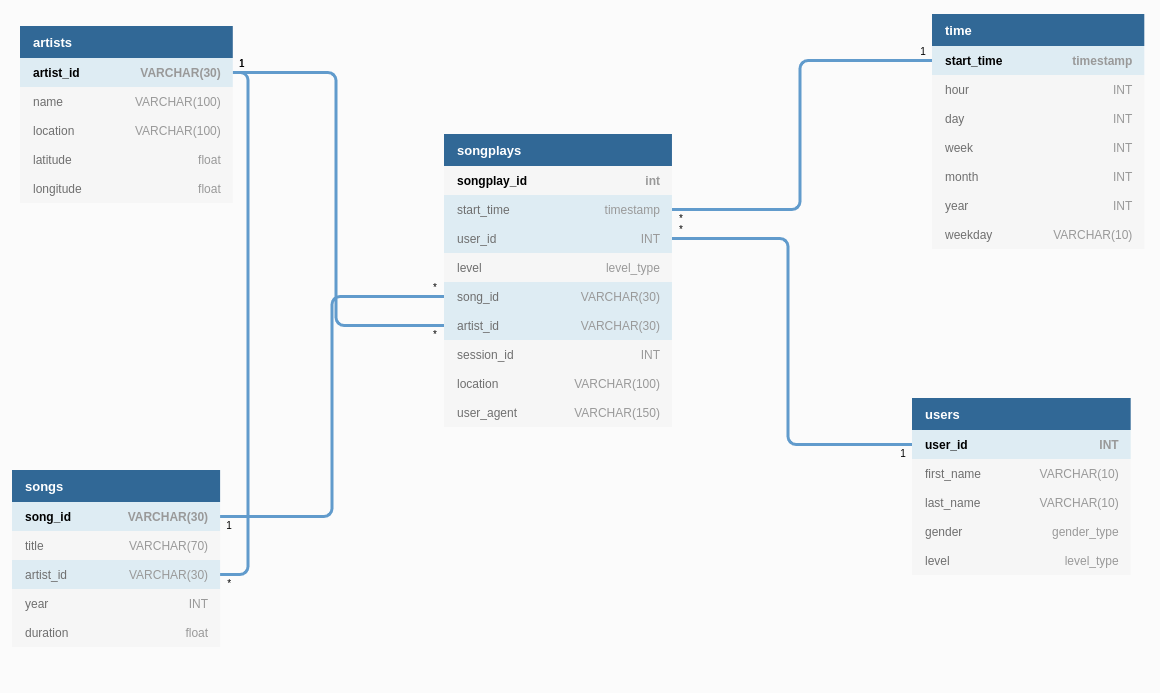 artists
artist_id VARCHAR(30)
name VARCHAR(100)
location VARCHAR(100)
latitude float
longitude float
1
songplays
songplay_id int
start_time timestamp
user_id INT
level level_type
song_id VARCHAR(30)
artist_id VARCHAR(30)
session_id INT
location VARCHAR(100)
user_agent VARCHAR(150)
*
*
*
*
time
start_time timestamp
hour INT
day INT
week INT
month INT
year INT
weekday VARCHAR(10)
1
songs
song_id VARCHAR(30)
title VARCHAR(70)
artist_id VARCHAR(30)
year INT
duration float
1
*
users
user_id INT
first_name VARCHAR(10)
last_name VARCHAR(10)
gender gender_type
level level_type
1